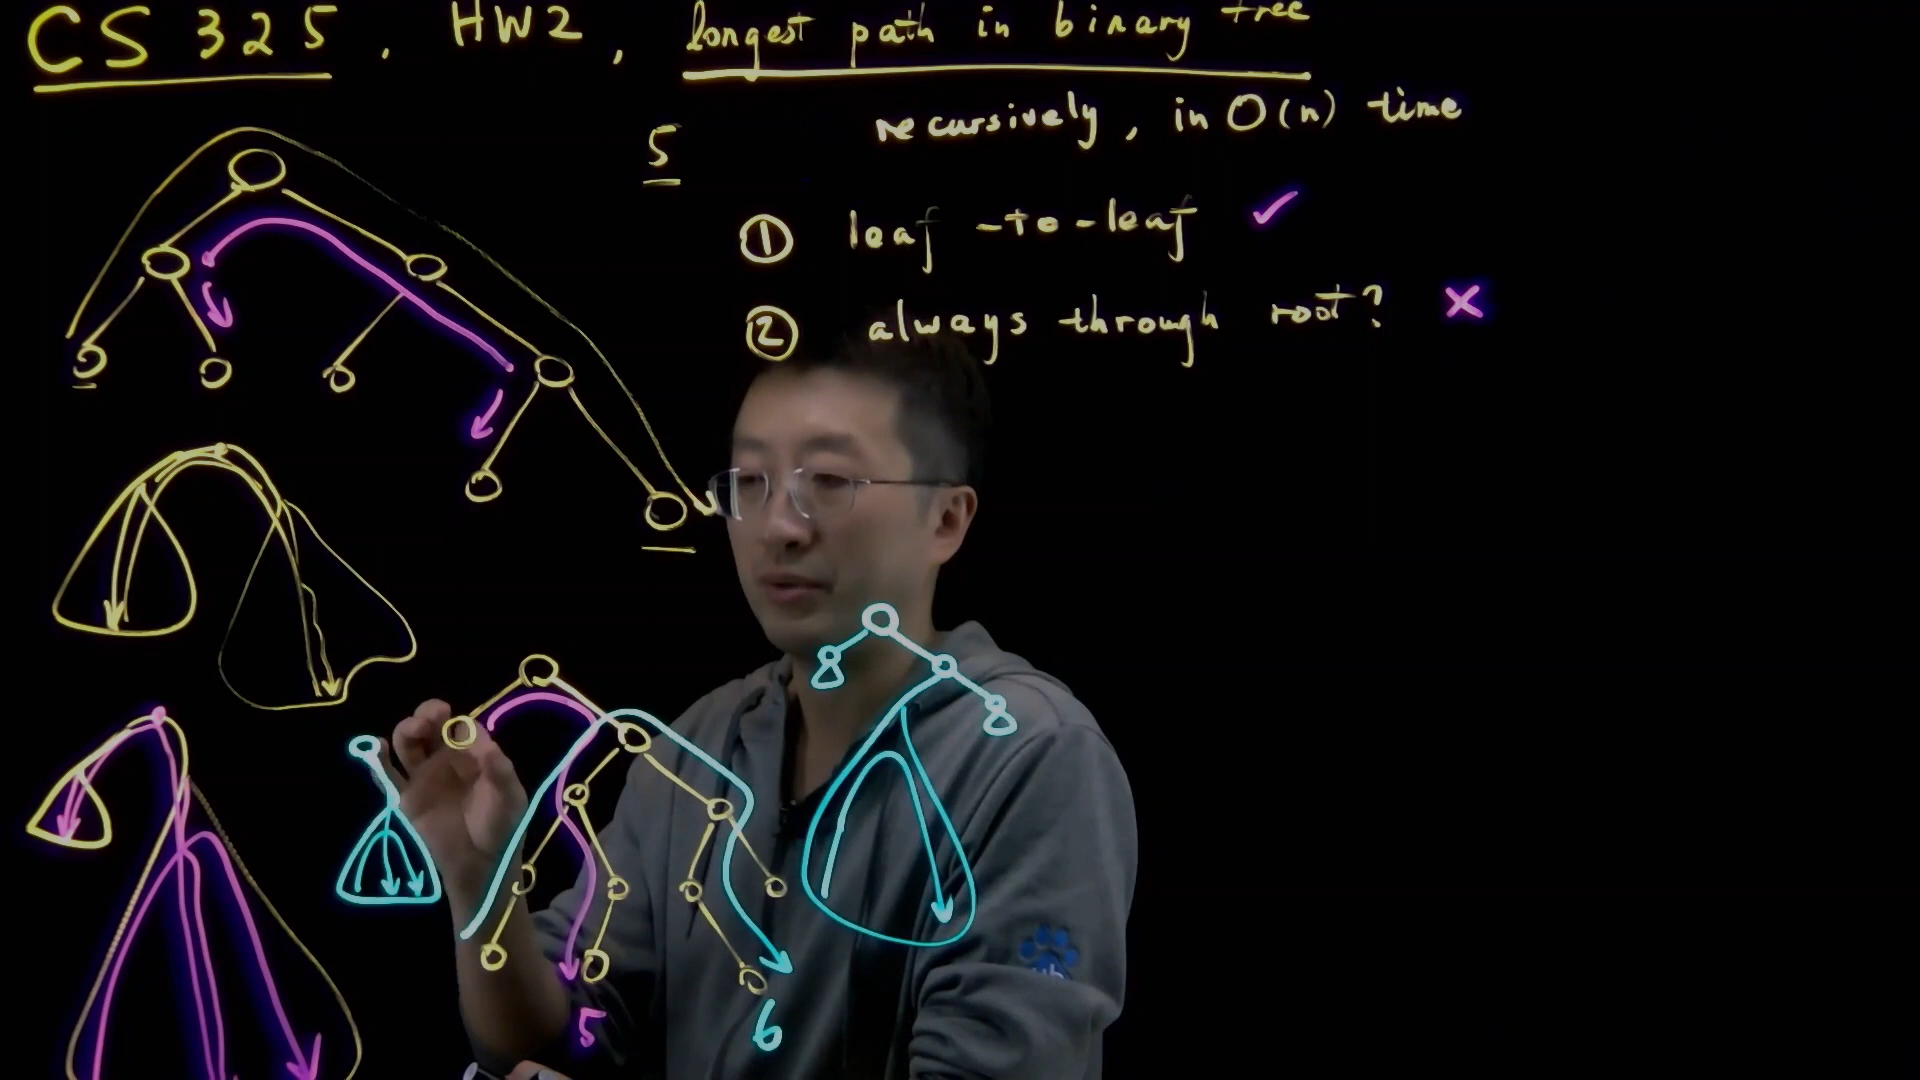 CS 325, HW2, longest path in binary tree
recursively, in O(n) time
5
① leaf-to-leaf ✓
② always through root? ✗
5
6